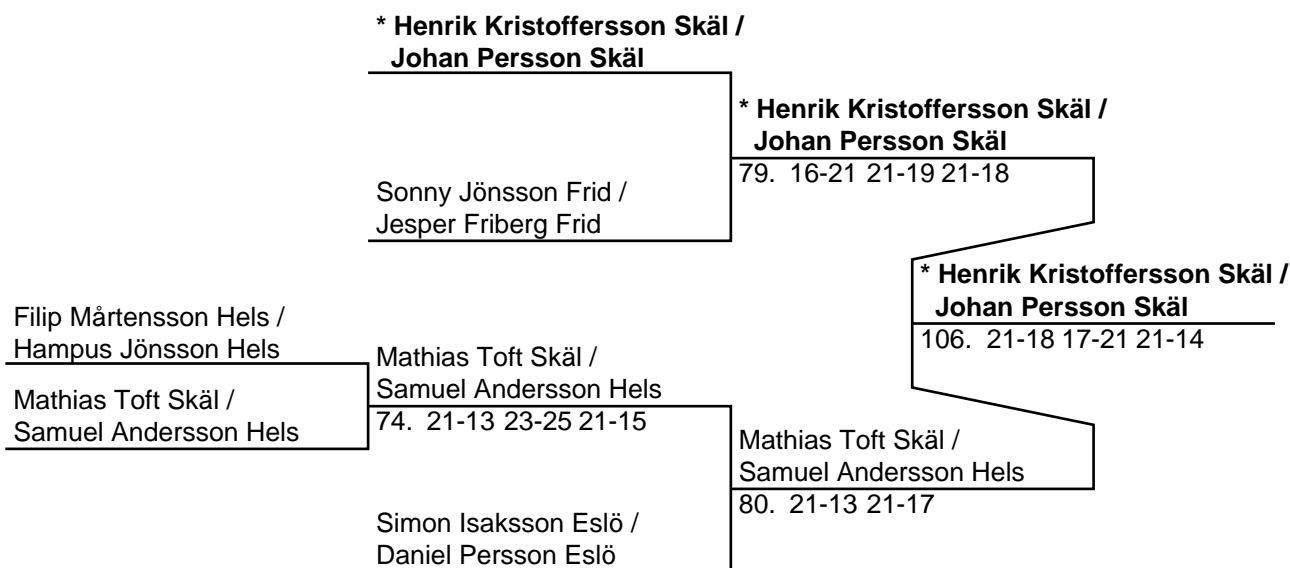 * Henrik Kristoffersson Skäl /
Johan Persson Skäl
* Henrik Kristoffersson Skäl /
Johan Persson Skäl
79. 16-21 21-19 21-18
Sonny Jönsson Frid /
Jesper Friberg Frid
* Henrik Kristoffersson Skäl /
Johan Persson Skäl
106. 21-18 17-21 21-14
Filip Mårtensson Hels /
Hampus Jönsson Hels
Mathias Toft Skäl /
Samuel Andersson Hels
74. 21-13 23-25 21-15
Mathias Toft Skäl /
Samuel Andersson Hels
Mathias Toft Skäl /
Samuel Andersson Hels
80. 21-13 21-17
Simon Isaksson Eslö /
Daniel Persson Eslö